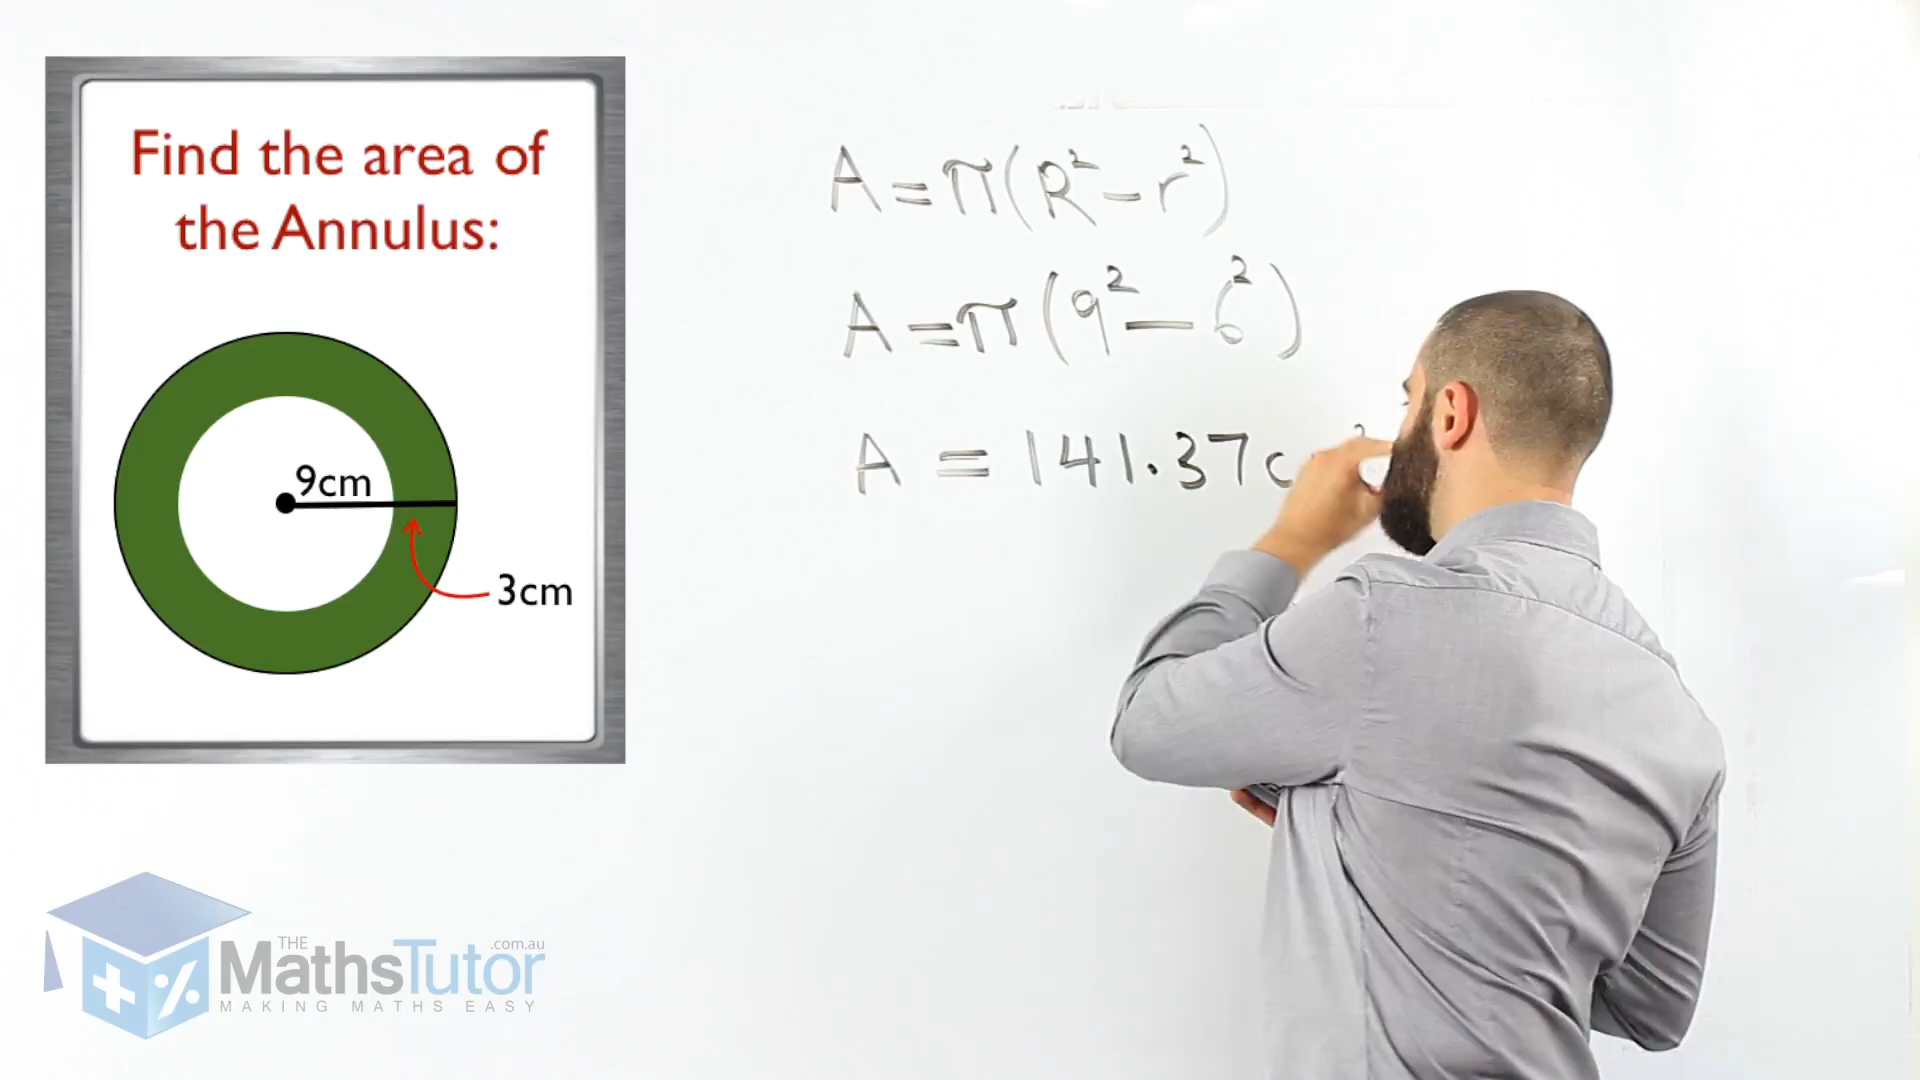 Find the area of
the Annulus:
9cm
3cm
A = π(R² – r²)
A = π(9² – 6²)
A = 141.37c ²
THE
MathsTutor
.com.au
MAKING MATHS EASY